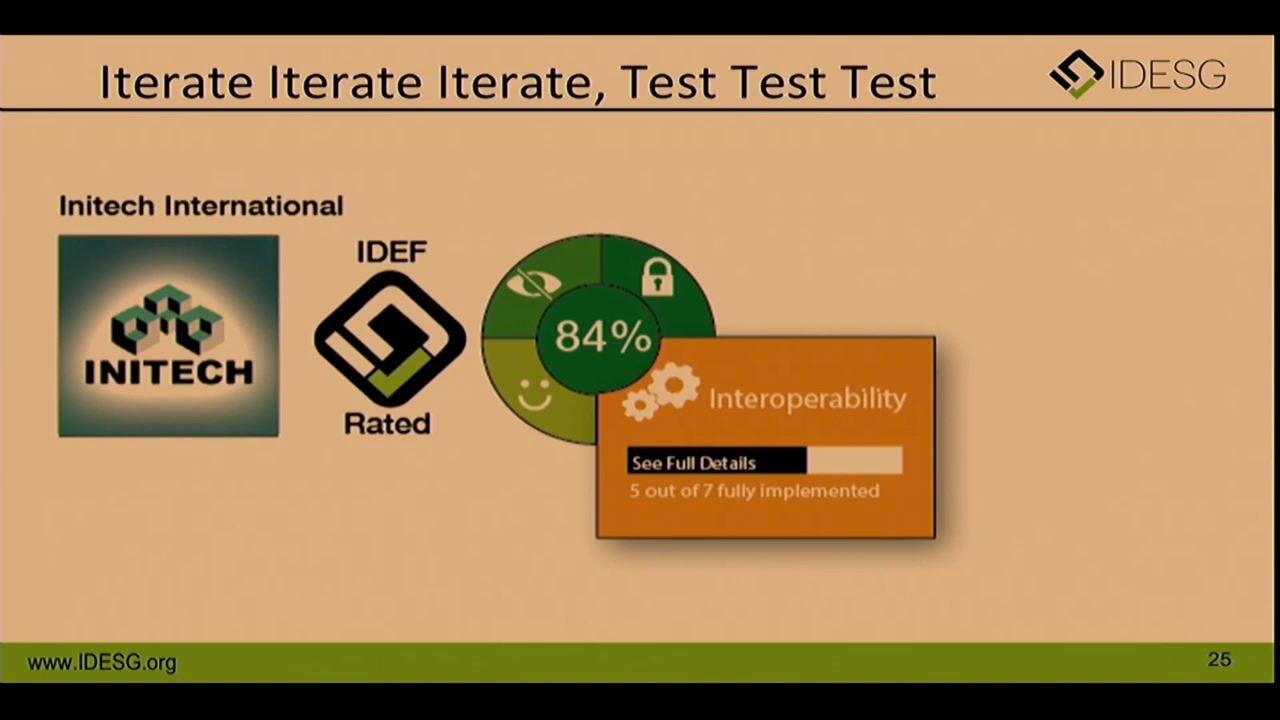 Iterate Iterate Iterate, Test Test Test
IDESG
Initech International
INITECH
IDEF
Rated
84%
Interoperability
See Full Details
5 out of 7 fully implemented
www.IDESG.org
25